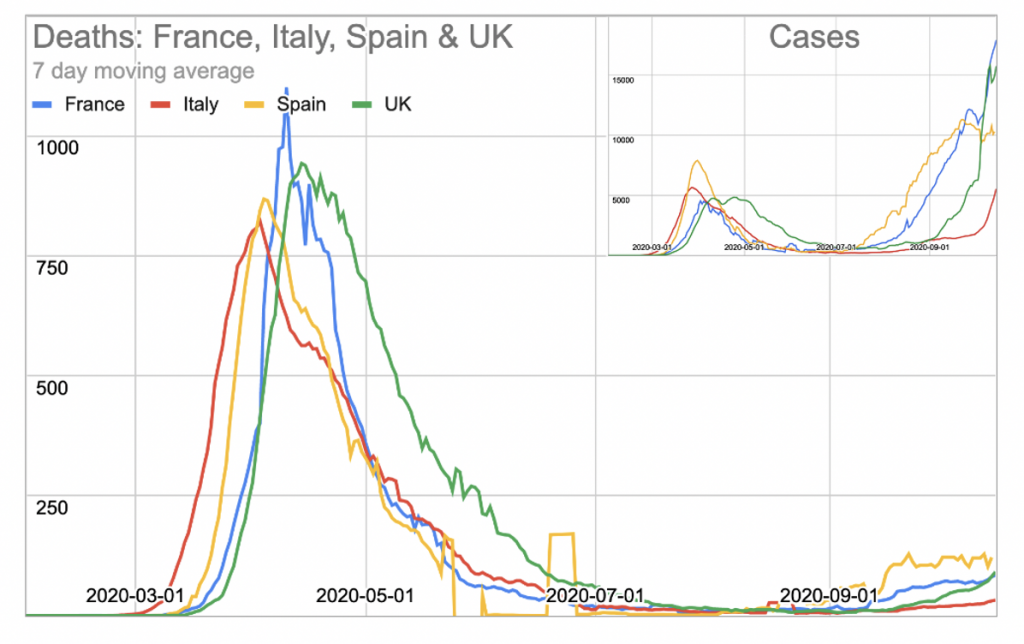 Deaths: France, Italy, Spain & UK
7 day moving average
France Italy Spain UK
1000
750
500
250
2020-03-01 2020-05-01 2020-07-01 2020-09-01
Cases
15000
10000
5000
2020-03-01 2020-05-01 2020-07-01 2020-09-01